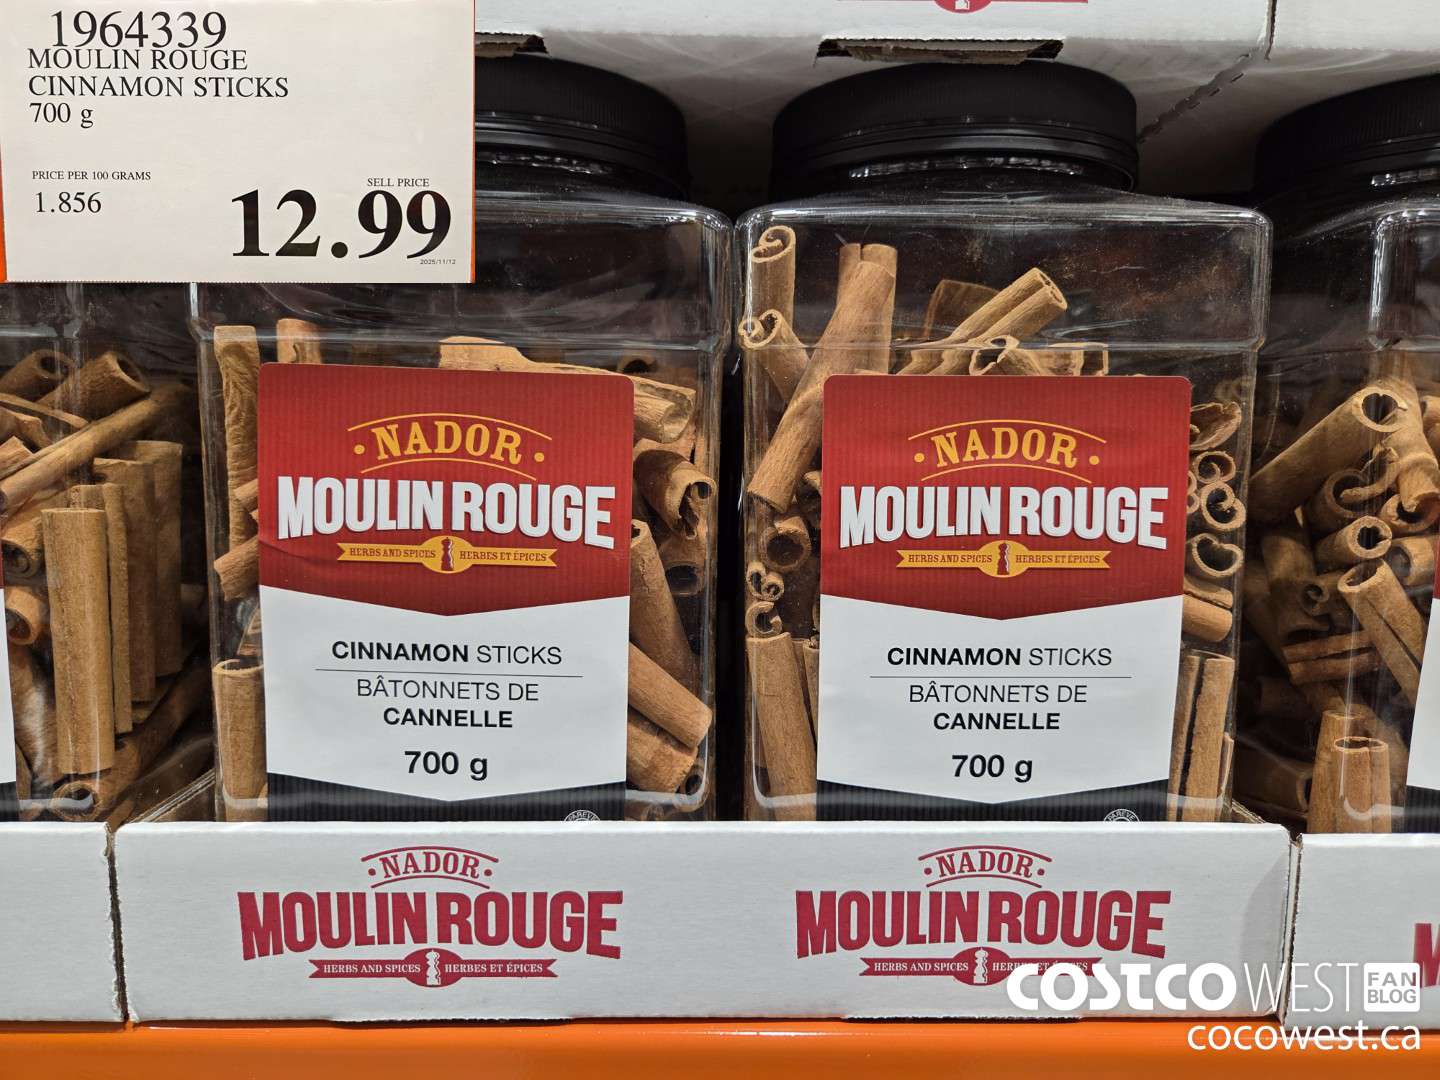 1964339
MOULIN ROUGE
CINNAMON STICKS
700 g
PRICE PER 100 GRAMS
1.856
SELL PRICE
12.99
2025/11/12
NADOR
MOULIN ROUGE
HERBS AND SPICES HERBES ET ÉPICES
CINNAMON STICKS
BÂTONNETS DE
CANNELLE
700 g
NADOR
MOULIN ROUGE
HERBS AND SPICES HERBES ET ÉPICES
CINNAMON STICKS
BÂTONNETS DE
CANNELLE
700 g
NADOR
MOULIN ROUGE
HERBS AND SPICES HERBES ET ÉPICES
NADOR
MOULIN ROUGE
HERBS AND SPICES HERBES ET ÉPICES
COSTCO WEST FAN BLOG
cocowest.ca